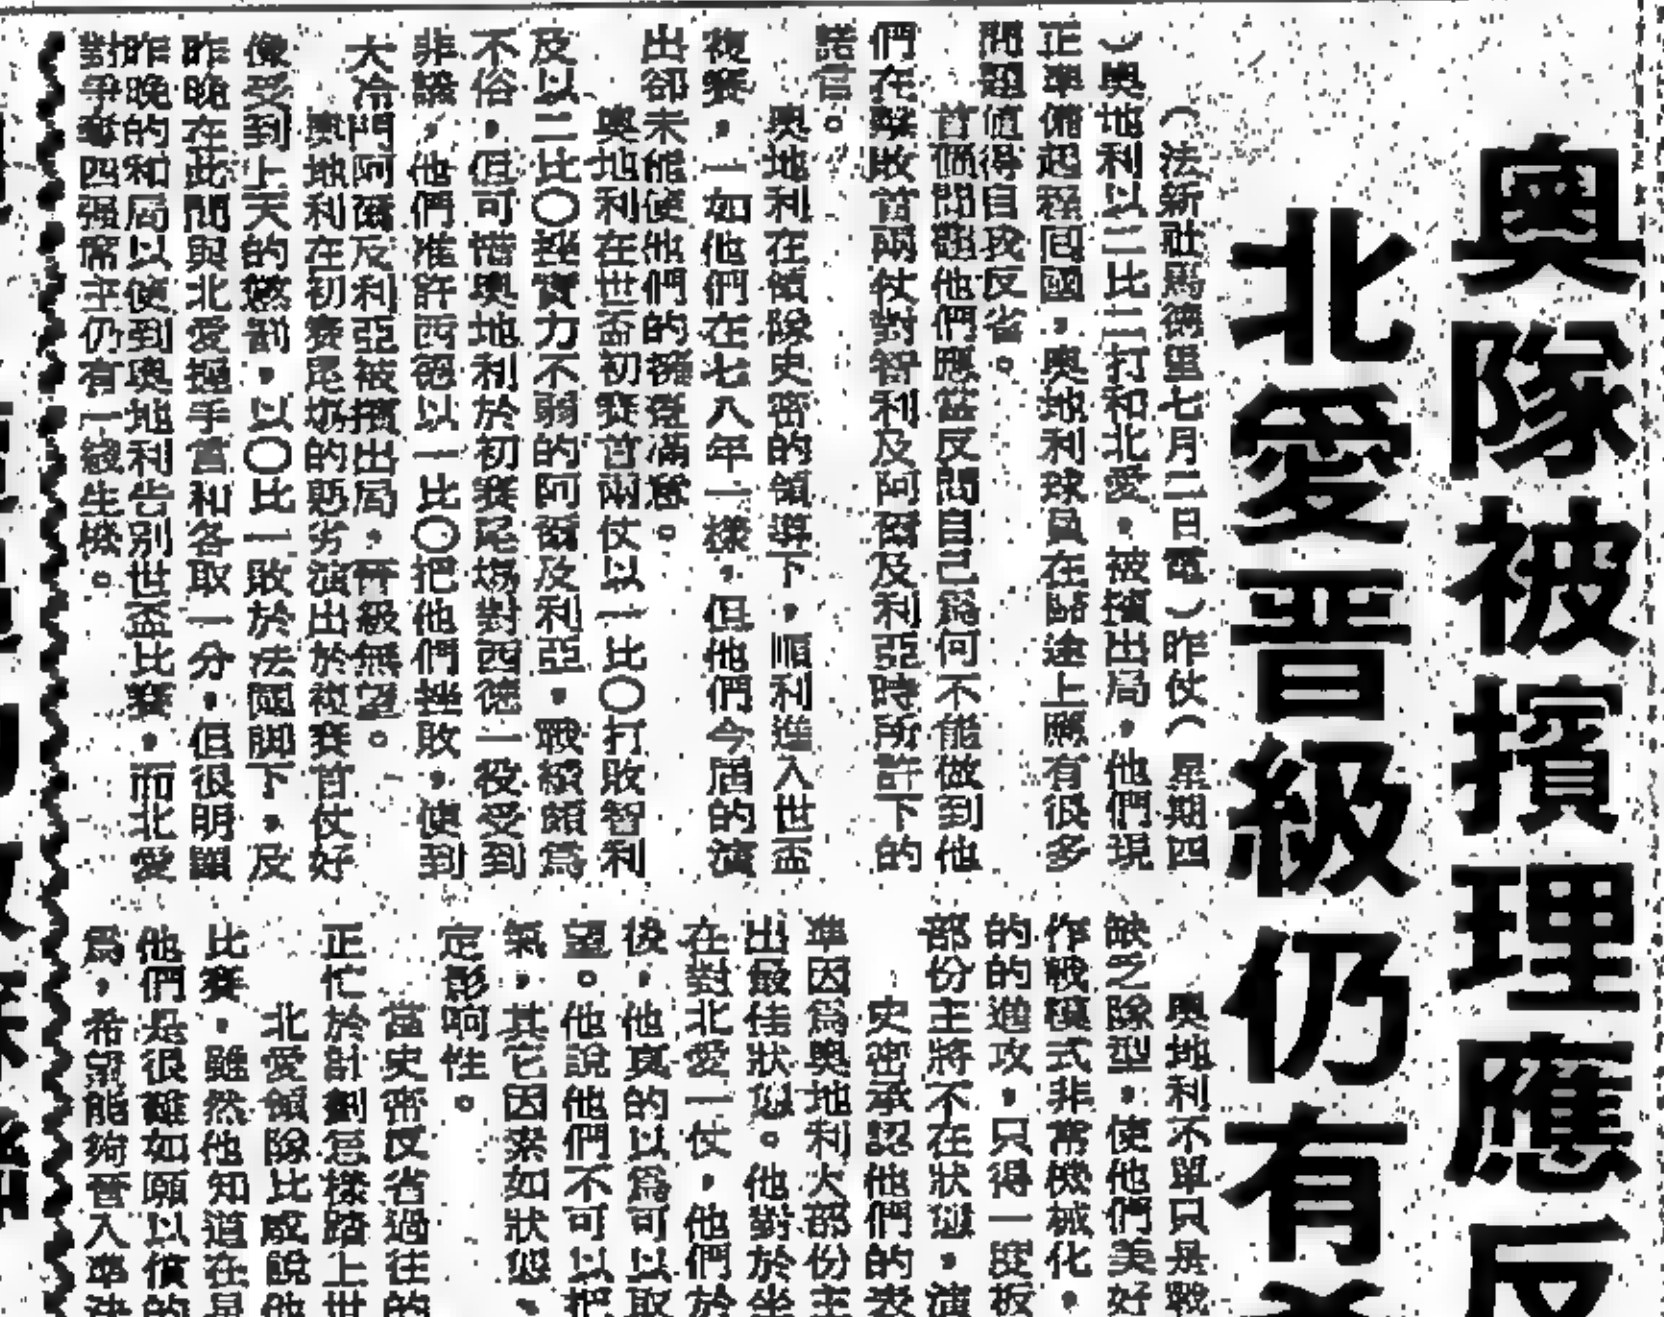 奧隊被擯理應反
北愛晉級仍有希
（法新社馬德里七月二日電）昨仗（星期四
）奧地利以二比二打和北愛，被擯出局，他們現
正準備起程回國，奧地利球員在歸途上應有很多
問題值得自我反省。
首個問題他們應當反問自己爲何不能做到他
們在擊敗首兩仗對智利及阿爾及利亞時所許下的
諾言。
奧地利在領隊史密的領導下，順利進入世盃
複賽，一如他們在七八年一樣，但他們今屆的演
出卻未能使他們的擁躉滿意。
奧地利在世盃初賽首兩仗以一比〇打敗智利
及以二比〇挫實力不弱的阿爾及利亞，戰績頗爲
不俗，但可惜奧地利於初賽尾場對西德一役受到
非議，他們准許西德以一比〇把他們挫敗，使到
大冷門阿爾及利亞被擯出局，晉級無望。
奧地利在初賽尾場的惡劣演出於複賽首仗好
像受到上天的懲罰，以〇比一敗於法國脚下，及
昨晚在此間與北愛握手言和各取一分，但很明顯
昨晚的和局以使到奧地利告別世盃比賽，而北愛
對爭奪四强席主仍有一綫生機。
奧地利不單只是戰
缺乏隊型，使他們美好
作戰模式非常機械化，
的的進攻，只得一度板
部份主將不在狀態，演
史密承認他們的表
準因爲奧地利大部份主
出最佳狀態。他對於坐
在對北愛一仗，他們於
後，他真的以爲可以取
望。他說他們不可以把
氣，其它因素如狀態，
定影响性。
當史密反省過往的
正忙於計劃怎樣踏上世
北愛領隊比咸說他
比賽，雖然他知道在星
他們是很難如願以償的
爲，希望能夠晉入準決